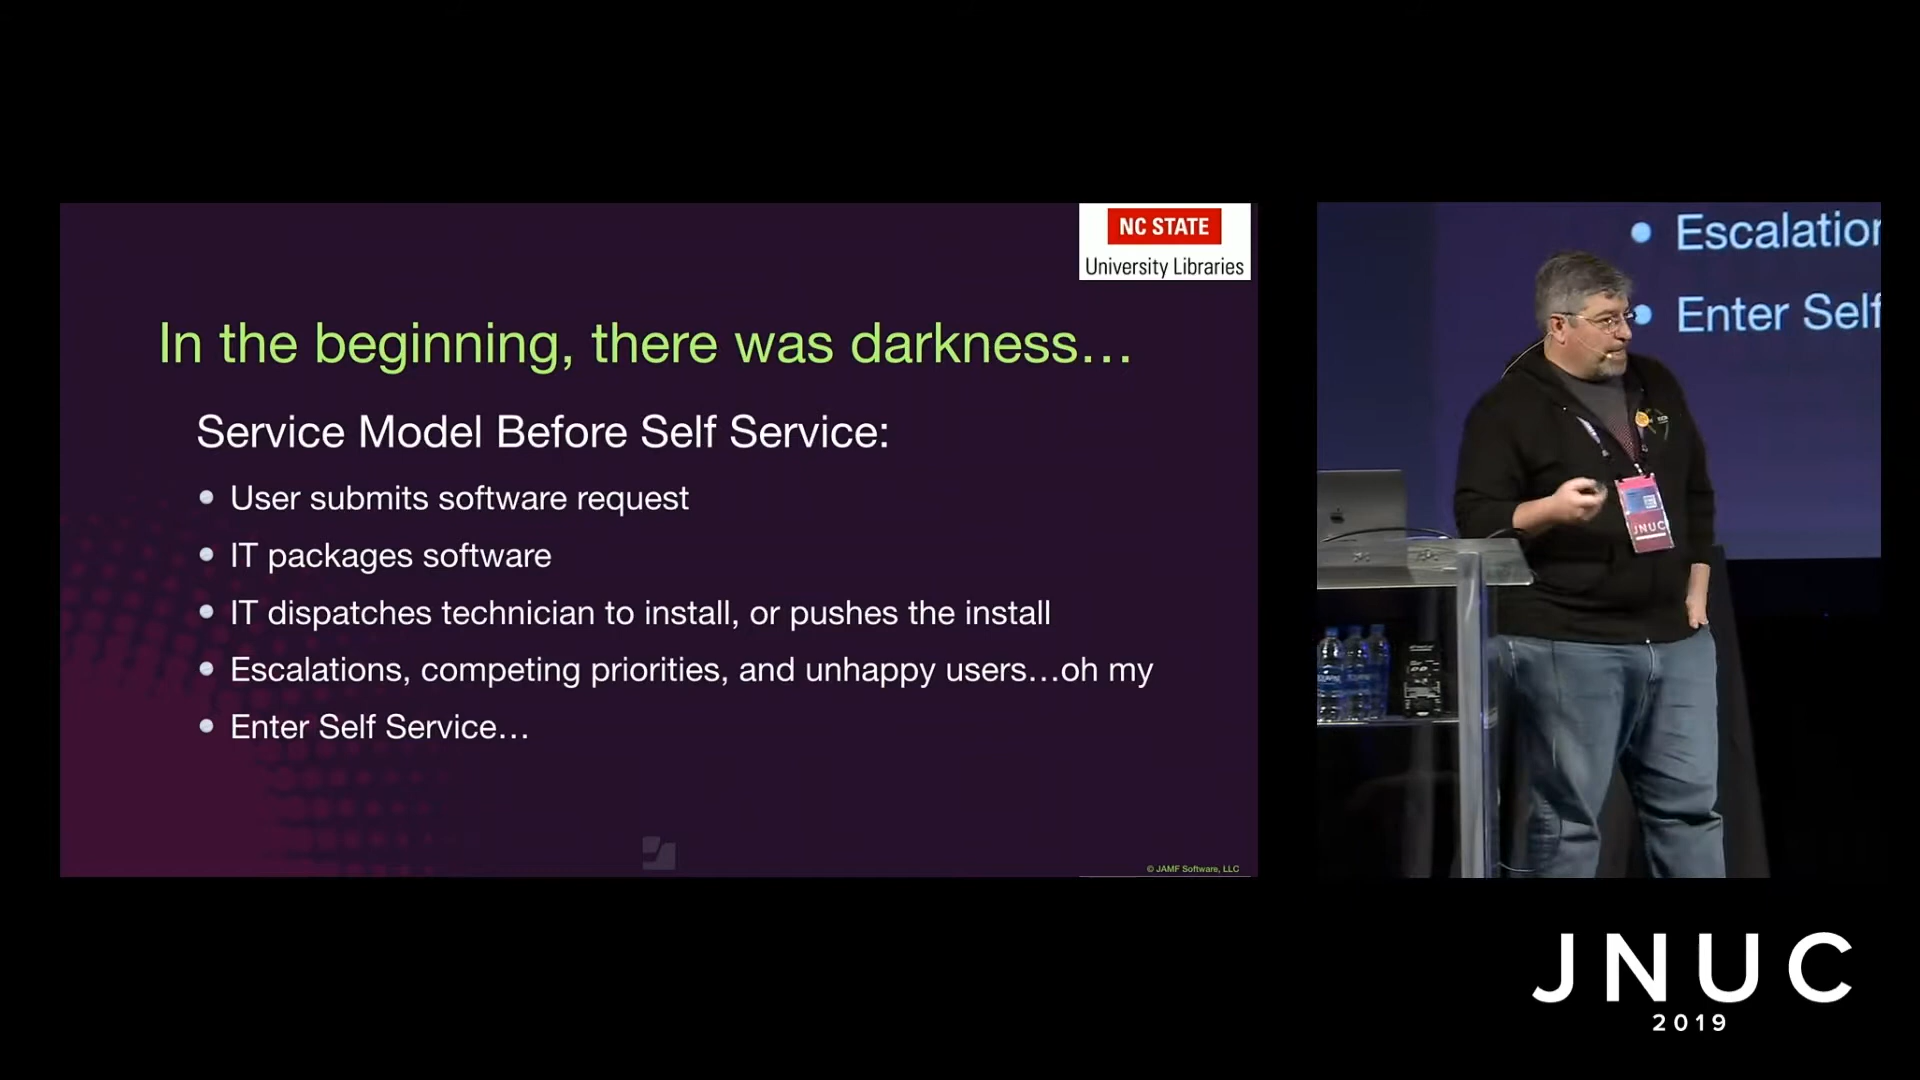 NC STATE
University Libraries
In the beginning, there was darkness…
Service Model Before Self Service:
• User submits software request
• IT packages software
• IT dispatches technician to install, or pushes the install
• Escalations, competing priorities, and unhappy users…oh my
• Enter Self Service…
© JAMF Software, LLC
• Escalation
• Enter Self
JNUC
JNUC
2019